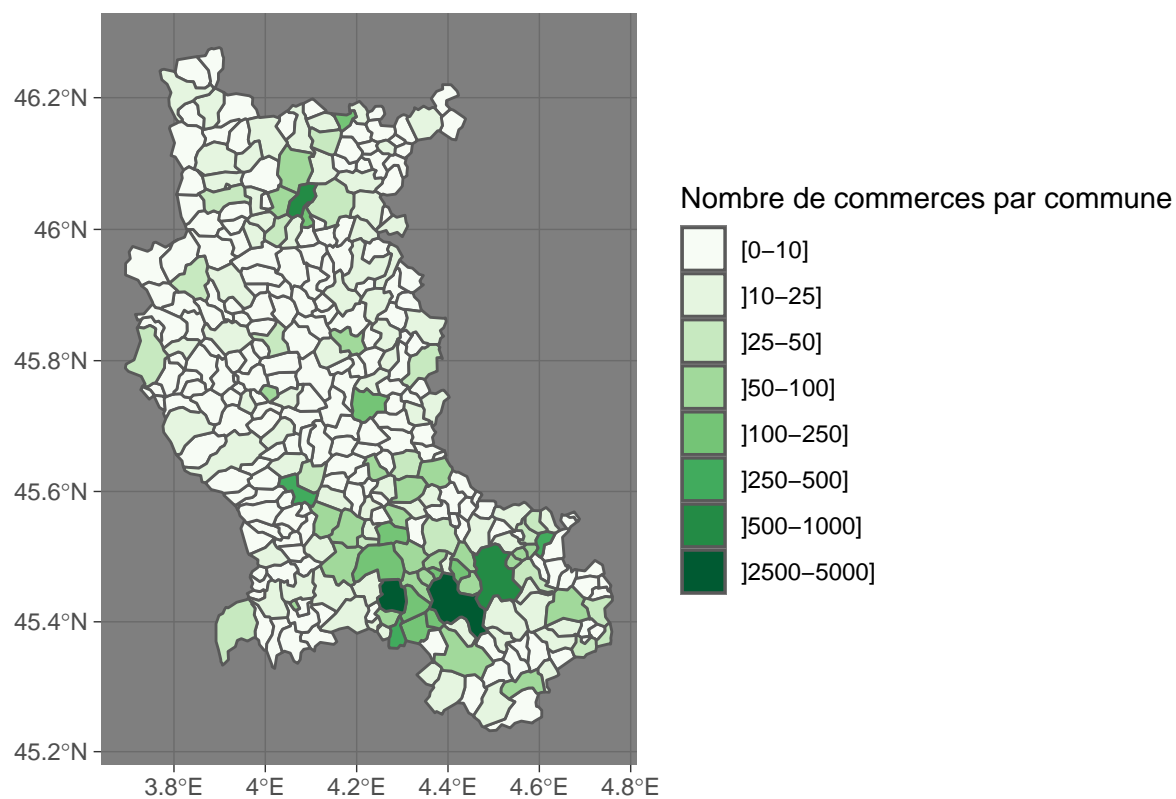 46.2°N
46°N
45.8°N
45.6°N
45.4°N
45.2°N
3.8°E 4°E 4.2°E 4.4°E 4.6°E 4.8°E
Nombre de commerces par commune
[0−10]
]10−25]
]25−50]
]50−100]
]100−250]
]250−500]
]500−1000]
]2500−5000]